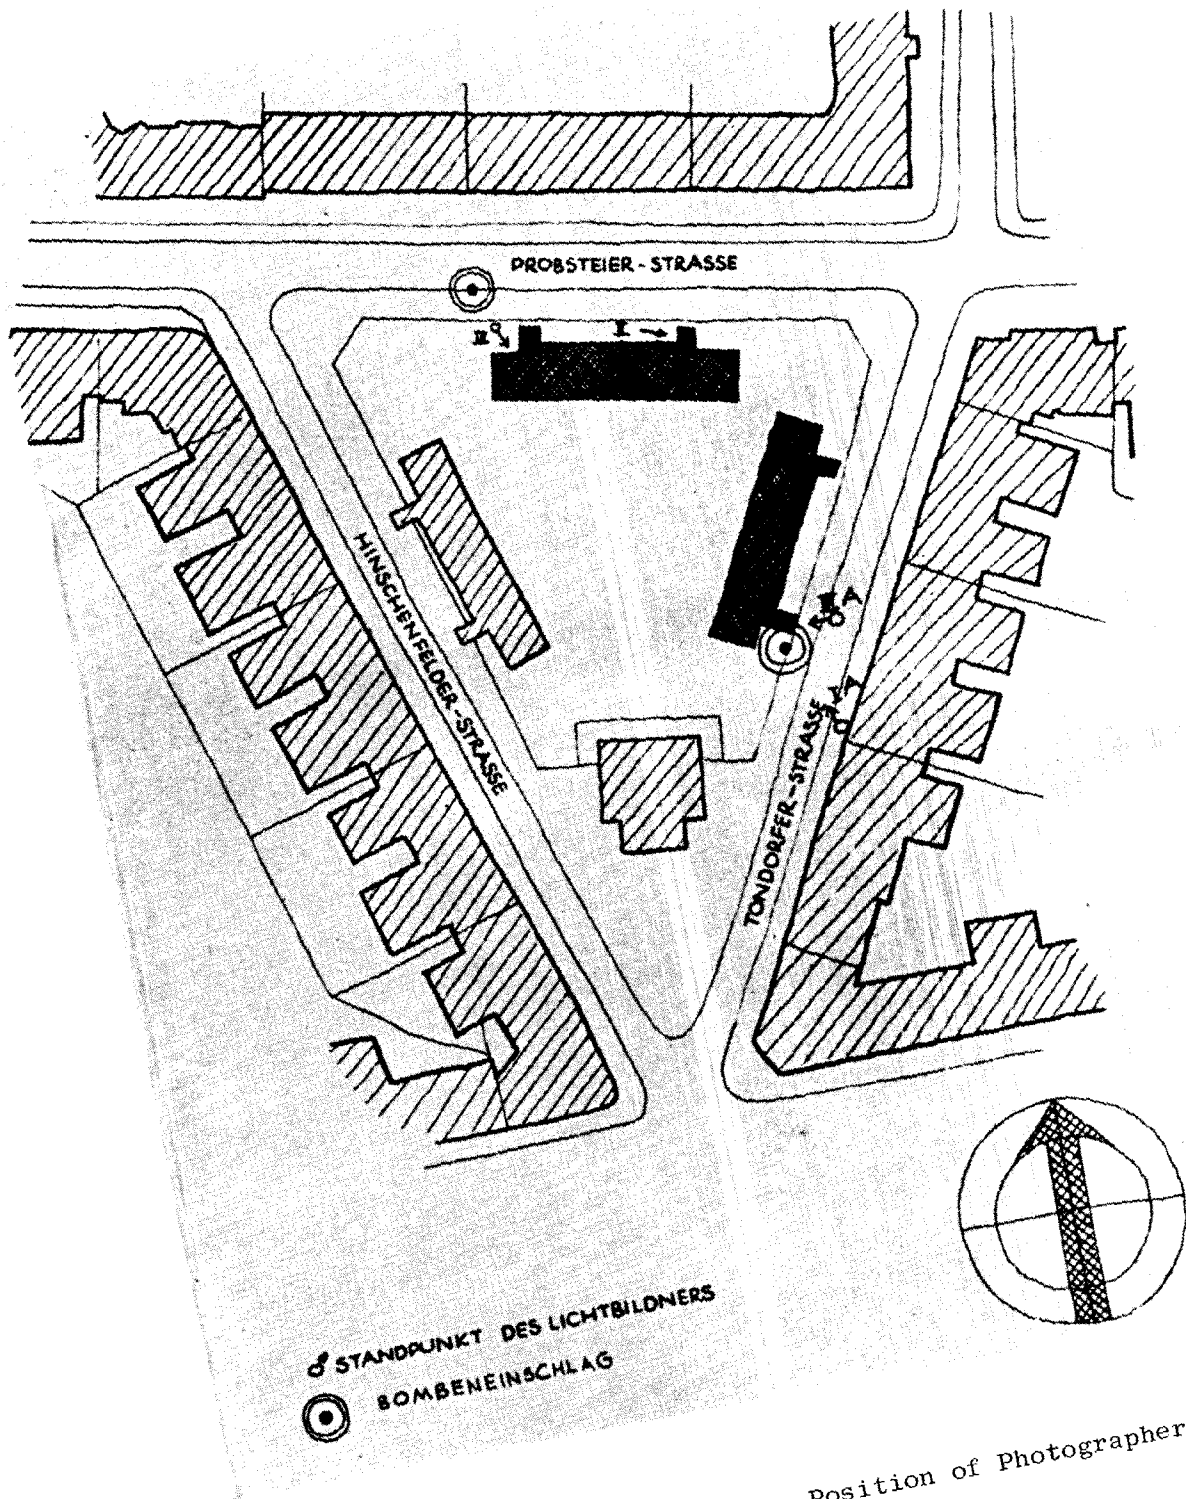 PROBSTEIER-STRASSE
HINSCHENFELDER-STRASSE
TONDORFER-STRASSE
STANDPUNKT DES LICHTBILDNERS
BOMBENEINSCHLAG
Position of Photographer